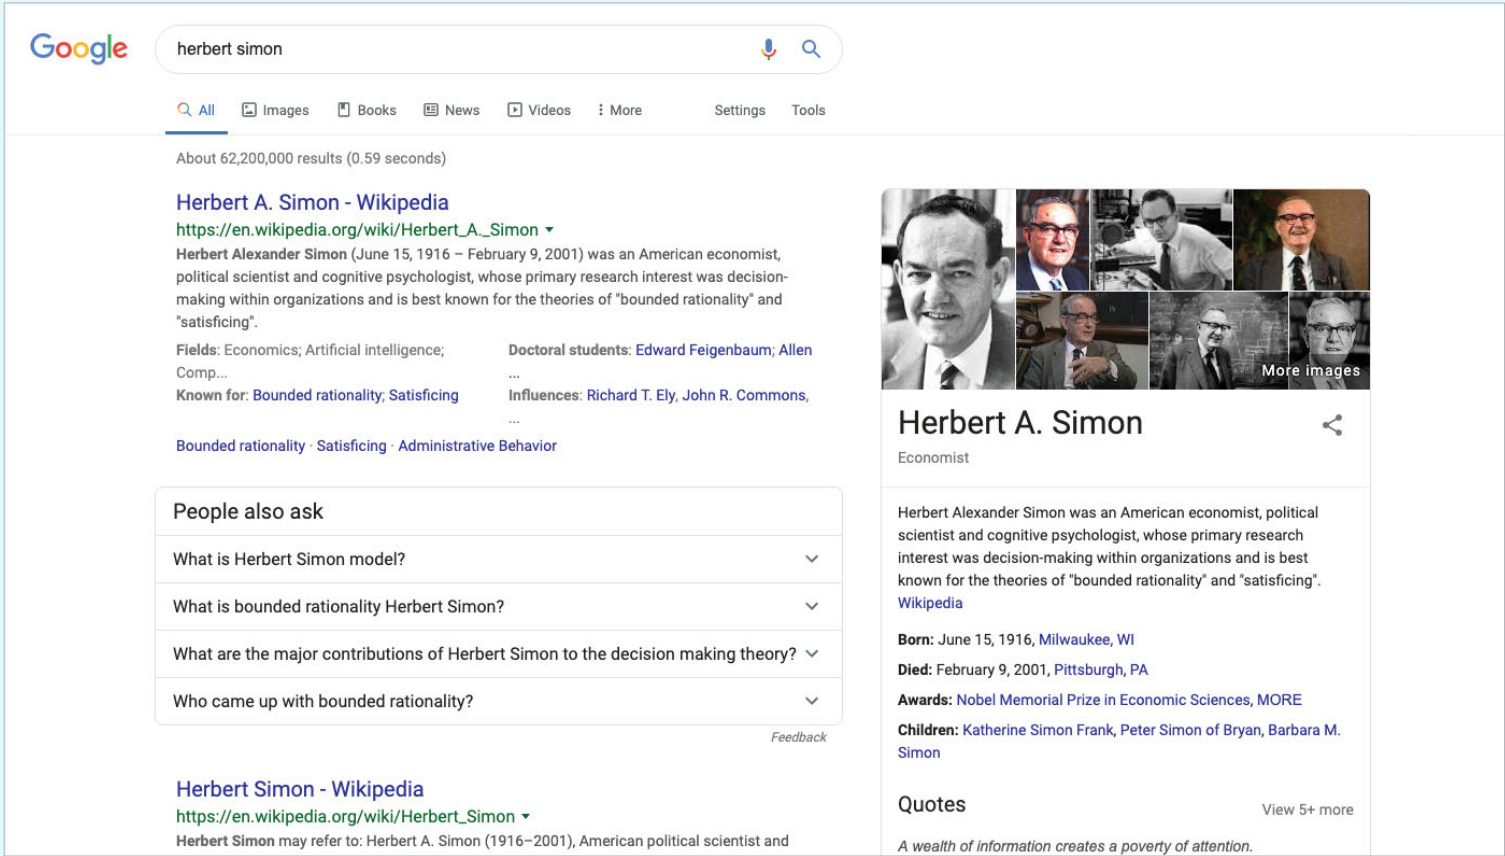 Google
herbert simon
All Images Books News Videos More Settings Tools
About 62,200,000 results (0.59 seconds)
Herbert A. Simon - Wikipedia
https://en.wikipedia.org/wiki/Herbert_A._Simon
Herbert Alexander Simon (June 15, 1916 – February 9, 2001) was an American economist,
political scientist and cognitive psychologist, whose primary research interest was decision-
making within organizations and is best known for the theories of "bounded rationality" and
"satisficing".
Fields: Economics; Artificial intelligence;
Comp...
Known for: Bounded rationality; Satisficing
Doctoral students: Edward Feigenbaum; Allen
...
Influences: Richard T. Ely, John R. Commons,
...
Bounded rationality · Satisficing · Administrative Behavior
People also ask
What is Herbert Simon model?
What is bounded rationality Herbert Simon?
What are the major contributions of Herbert Simon to the decision making theory?
Who came up with bounded rationality?
Feedback
Herbert Simon - Wikipedia
https://en.wikipedia.org/wiki/Herbert_Simon
Herbert Simon may refer to: Herbert A. Simon (1916–2001), American political scientist and
More images
Herbert A. Simon
Economist
Herbert Alexander Simon was an American economist, political
scientist and cognitive psychologist, whose primary research
interest was decision-making within organizations and is best
known for the theories of "bounded rationality" and "satisficing".
Wikipedia
Born: June 15, 1916, Milwaukee, WI
Died: February 9, 2001, Pittsburgh, PA
Awards: Nobel Memorial Prize in Economic Sciences, MORE
Children: Katherine Simon Frank, Peter Simon of Bryan, Barbara M.
Simon
Quotes
View 5+ more
A wealth of information creates a poverty of attention.